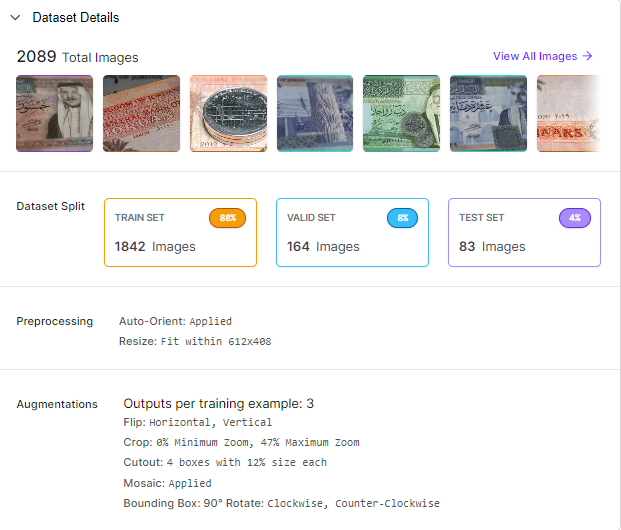 Dataset Details
2089 Total Images
View All Images →
Dataset Split
TRAIN SET 88%
1842 Images
VALID SET 8%
164 Images
TEST SET 4%
83 Images
Preprocessing
Auto-Orient: Applied
Resize: Fit within 612x408
Augmentations
Outputs per training example: 3
Flip: Horizontal, Vertical
Crop: 0% Minimum Zoom, 47% Maximum Zoom
Cutout: 4 boxes with 12% size each
Mosaic: Applied
Bounding Box: 90° Rotate: Clockwise, Counter-Clockwise